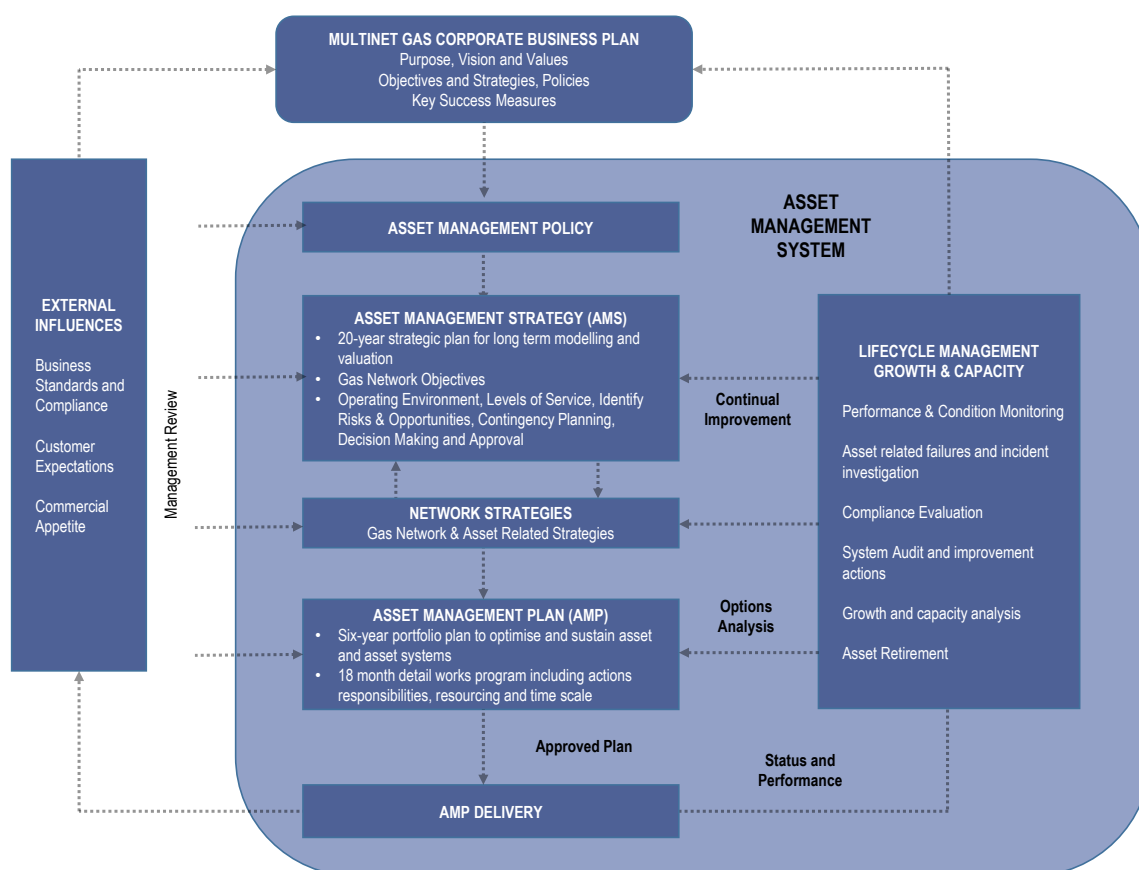 MULTINET GAS CORPORATE BUSINESS PLAN
Purpose, Vision and Values
Objectives and Strategies, Policies
Key Success Measures
ASSET
MANAGEMENT
SYSTEM
ASSET MANAGEMENT POLICY
EXTERNAL
INFLUENCES
Business
Standards and
Compliance
Customer
Expectations
Commercial
Appetite
Management Review
ASSET MANAGEMENT STRATEGY (AMS)
• 20-year strategic plan for long term modelling and
valuation
• Gas Network Objectives
• Operating Environment, Levels of Service, Identify
Risks & Opportunities, Contingency Planning,
Decision Making and Approval
Continual
Improvement
LIFECYCLE MANAGEMENT
GROWTH & CAPACITY
Performance & Condition Monitoring
Asset related failures and incident
investigation
Compliance Evaluation
System Audit and improvement
actions
Growth and capacity analysis
Asset Retirement
NETWORK STRATEGIES
Gas Network & Asset Related Strategies
ASSET MANAGEMENT PLAN (AMP)
• Six-year portfolio plan to optimise and sustain asset
and asset systems
• 18 month detail works program including actions
responsibilities, resourcing and time scale
Options
Analysis
Approved Plan
Status and
Performance
AMP DELIVERY